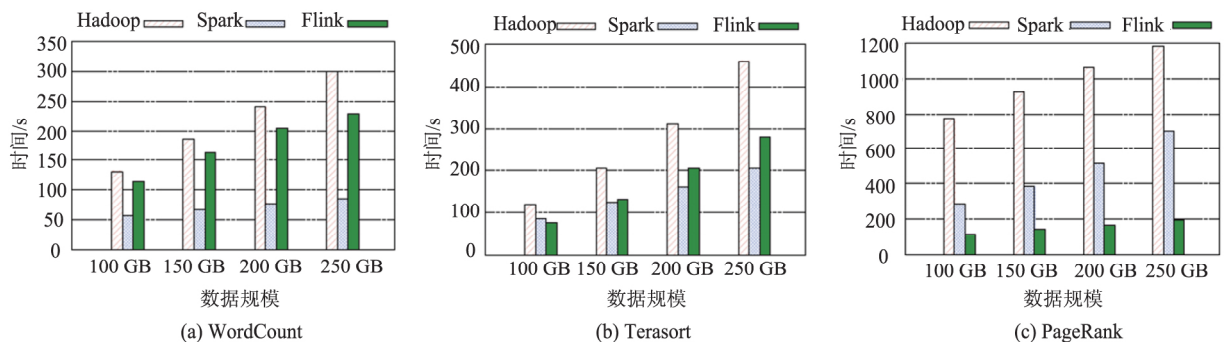 Hadoop Spark Flink
350
300
250
200
150
100
50
0
时间/s
100 GB 150 GB 200 GB 250 GB
数据规模
(a) WordCount
Hadoop Spark Flink
500
400
300
200
100
0
时间/s
100 GB 150 GB 200 GB 250 GB
数据规模
(b) Terasort
Hadoop Spark Flink
1200
1000
800
600
400
200
0
时间/s
100 GB 150 GB 200 GB 250 GB
数据规模
(c) PageRank